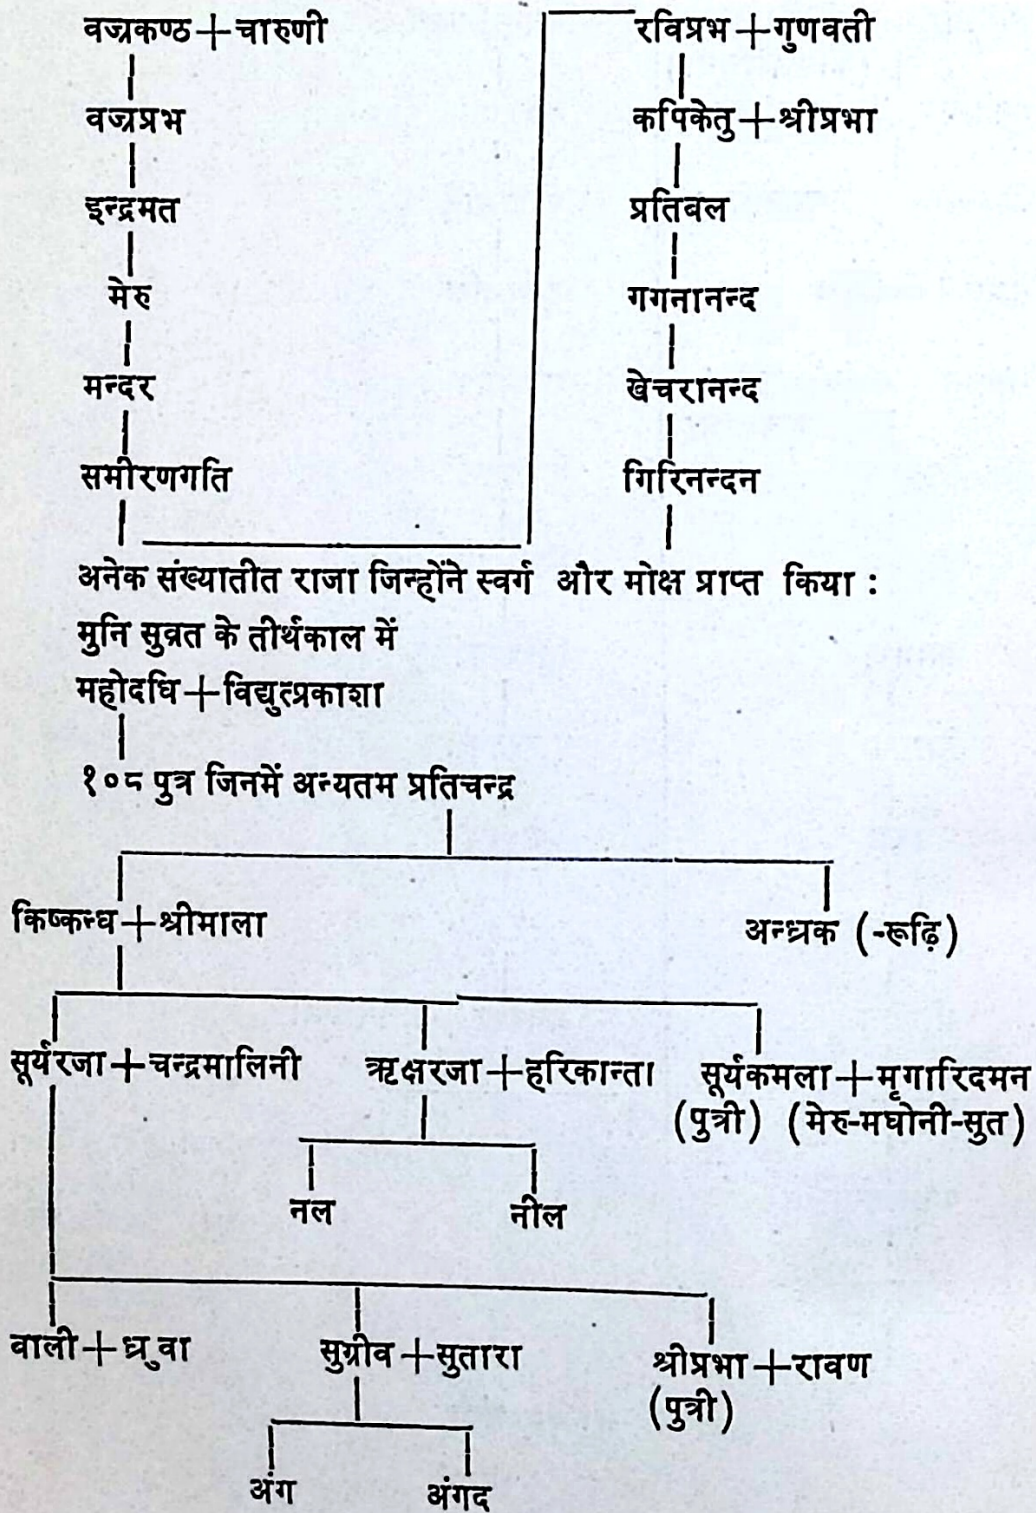 वज्रकण्ठ+चारुणी
वज्रप्रभ
इन्द्रमत
मेरु
मन्दर
समीरणगति
रविप्रभ+गुणवती
कपिकेतु+श्रीप्रभा
प्रतिबल
गगनानन्द
खेचरानन्द
गिरिनन्दन
अनेक संख्यातीत राजा जिन्होंने स्वर्ग और मोक्ष प्राप्त किया :
मुनि सुव्रत के तीर्थकाल में
महोदधि+विद्युत्प्रकाशा
१०८ पुत्र जिनमें अन्यतम प्रतिचन्द्र
किष्कन्ध+श्रीमाला अन्ध्रक (-रूढ़ि)
सूर्यरजा+चन्द्रमालिनी ऋक्षरजा+हरिकान्ता सूर्यकमला+मृगारिदमन
(पुत्री) (मेरु-मघोनी-सुत)
नल नील
वाली+ध्रुवा सुग्रीव+सुतारा श्रीप्रभा+रावण
(पुत्री)
अंग अंगद